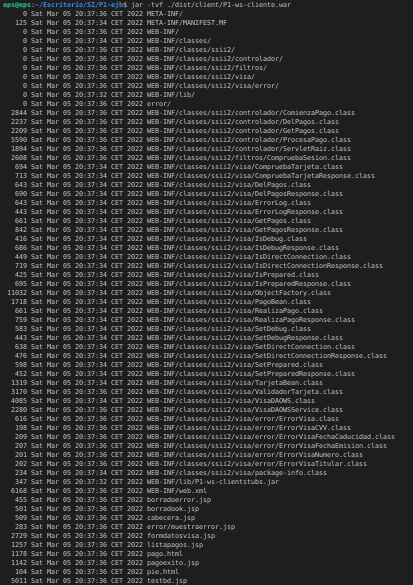 eps@eps:~/Escritorio/SI/P1-ejb$ jar -tvf ./dist/client/P1-ws-cliente.war
0 Sat Mar 05 20:37:36 CET 2022 META-INF/
125 Sat Mar 05 20:37:34 CET 2022 META-INF/MANIFEST.MF
0 Sat Mar 05 20:37:36 CET 2022 WEB-INF/
0 Sat Mar 05 20:37:34 CET 2022 WEB-INF/classes/
0 Sat Mar 05 20:37:34 CET 2022 WEB-INF/classes/ssii2/
0 Sat Mar 05 20:37:36 CET 2022 WEB-INF/classes/ssii2/controlador/
0 Sat Mar 05 20:37:36 CET 2022 WEB-INF/classes/ssii2/filtros/
0 Sat Mar 05 20:37:34 CET 2022 WEB-INF/classes/ssii2/visa/
0 Sat Mar 05 20:37:36 CET 2022 WEB-INF/classes/ssii2/visa/error/
0 Sat Mar 05 20:37:32 CET 2022 WEB-INF/lib/
0 Sat Mar 05 20:37:36 CET 2022 error/
2844 Sat Mar 05 20:37:36 CET 2022 WEB-INF/classes/ssii2/controlador/ComienzaPago.class
2237 Sat Mar 05 20:37:36 CET 2022 WEB-INF/classes/ssii2/controlador/DelPagos.class
2209 Sat Mar 05 20:37:36 CET 2022 WEB-INF/classes/ssii2/controlador/GetPagos.class
5590 Sat Mar 05 20:37:36 CET 2022 WEB-INF/classes/ssii2/controlador/ProcesaPago.class
1894 Sat Mar 05 20:37:36 CET 2022 WEB-INF/classes/ssii2/controlador/ServletRaiz.class
2608 Sat Mar 05 20:37:36 CET 2022 WEB-INF/classes/ssii2/filtros/CompruebaSesion.class
694 Sat Mar 05 20:37:34 CET 2022 WEB-INF/classes/ssii2/visa/CompruebaTarjeta.class
713 Sat Mar 05 20:37:34 CET 2022 WEB-INF/classes/ssii2/visa/CompruebaTarjetaResponse.class
643 Sat Mar 05 20:37:34 CET 2022 WEB-INF/classes/ssii2/visa/DelPagos.class
690 Sat Mar 05 20:37:34 CET 2022 WEB-INF/classes/ssii2/visa/DelPagosResponse.class
643 Sat Mar 05 20:37:34 CET 2022 WEB-INF/classes/ssii2/visa/ErrorLog.class
443 Sat Mar 05 20:37:34 CET 2022 WEB-INF/classes/ssii2/visa/ErrorLogResponse.class
661 Sat Mar 05 20:37:34 CET 2022 WEB-INF/classes/ssii2/visa/GetPagos.class
842 Sat Mar 05 20:37:34 CET 2022 WEB-INF/classes/ssii2/visa/GetPagosResponse.class
416 Sat Mar 05 20:37:34 CET 2022 WEB-INF/classes/ssii2/visa/IsDebug.class
686 Sat Mar 05 20:37:34 CET 2022 WEB-INF/classes/ssii2/visa/IsDebugResponse.class
449 Sat Mar 05 20:37:34 CET 2022 WEB-INF/classes/ssii2/visa/IsDirectConnection.class
719 Sat Mar 05 20:37:34 CET 2022 WEB-INF/classes/ssii2/visa/IsDirectConnectionResponse.class
425 Sat Mar 05 20:37:34 CET 2022 WEB-INF/classes/ssii2/visa/IsPrepared.class
695 Sat Mar 05 20:37:34 CET 2022 WEB-INF/classes/ssii2/visa/IsPreparedResponse.class
11032 Sat Mar 05 20:37:34 CET 2022 WEB-INF/classes/ssii2/visa/ObjectFactory.class
1718 Sat Mar 05 20:37:34 CET 2022 WEB-INF/classes/ssii2/visa/PagoBean.class
661 Sat Mar 05 20:37:34 CET 2022 WEB-INF/classes/ssii2/visa/RealizaPago.class
759 Sat Mar 05 20:37:34 CET 2022 WEB-INF/classes/ssii2/visa/RealizaPagoResponse.class
583 Sat Mar 05 20:37:34 CET 2022 WEB-INF/classes/ssii2/visa/SetDebug.class
443 Sat Mar 05 20:37:34 CET 2022 WEB-INF/classes/ssii2/visa/SetDebugResponse.class
638 Sat Mar 05 20:37:34 CET 2022 WEB-INF/classes/ssii2/visa/SetDirectConnection.class
476 Sat Mar 05 20:37:34 CET 2022 WEB-INF/classes/ssii2/visa/SetDirectConnectionResponse.class
598 Sat Mar 05 20:37:34 CET 2022 WEB-INF/classes/ssii2/visa/SetPrepared.class
452 Sat Mar 05 20:37:34 CET 2022 WEB-INF/classes/ssii2/visa/SetPreparedResponse.class
1319 Sat Mar 05 20:37:34 CET 2022 WEB-INF/classes/ssii2/visa/TarjetaBean.class
3170 Sat Mar 05 20:37:36 CET 2022 WEB-INF/classes/ssii2/visa/ValidadorTarjeta.class
4085 Sat Mar 05 20:37:34 CET 2022 WEB-INF/classes/ssii2/visa/VisaDAOWS.class
2280 Sat Mar 05 20:37:34 CET 2022 WEB-INF/classes/ssii2/visa/VisaDAOWSService.class
616 Sat Mar 05 20:37:36 CET 2022 WEB-INF/classes/ssii2/visa/error/ErrorVisa.class
198 Sat Mar 05 20:37:36 CET 2022 WEB-INF/classes/ssii2/visa/error/ErrorVisaCVV.class
209 Sat Mar 05 20:37:36 CET 2022 WEB-INF/classes/ssii2/visa/error/ErrorVisaFechaCaducidad.class
207 Sat Mar 05 20:37:36 CET 2022 WEB-INF/classes/ssii2/visa/error/ErrorVisaFechaEmision.class
201 Sat Mar 05 20:37:36 CET 2022 WEB-INF/classes/ssii2/visa/error/ErrorVisaNumero.class
202 Sat Mar 05 20:37:36 CET 2022 WEB-INF/classes/ssii2/visa/error/ErrorVisaTitular.class
234 Sat Mar 05 20:37:34 CET 2022 WEB-INF/classes/ssii2/visa/package-info.class
347 Sat Mar 05 20:37:32 CET 2022 WEB-INF/lib/P1-ws-clientstubs.jar
6168 Sat Mar 05 20:37:36 CET 2022 WEB-INF/web.xml
455 Sat Mar 05 20:37:36 CET 2022 borradoerror.jsp
501 Sat Mar 05 20:37:36 CET 2022 borradook.jsp
509 Sat Mar 05 20:37:36 CET 2022 cabecera.jsp
283 Sat Mar 05 20:37:36 CET 2022 error/muestraerror.jsp
2729 Sat Mar 05 20:37:36 CET 2022 formdatosvisa.jsp
1257 Sat Mar 05 20:37:36 CET 2022 listapagos.jsp
1178 Sat Mar 05 20:37:36 CET 2022 pago.html
1142 Sat Mar 05 20:37:36 CET 2022 pagoexito.jsp
104 Sat Mar 05 20:37:36 CET 2022 pie.html
5011 Sat Mar 05 20:37:36 CET 2022 testbd.jsp